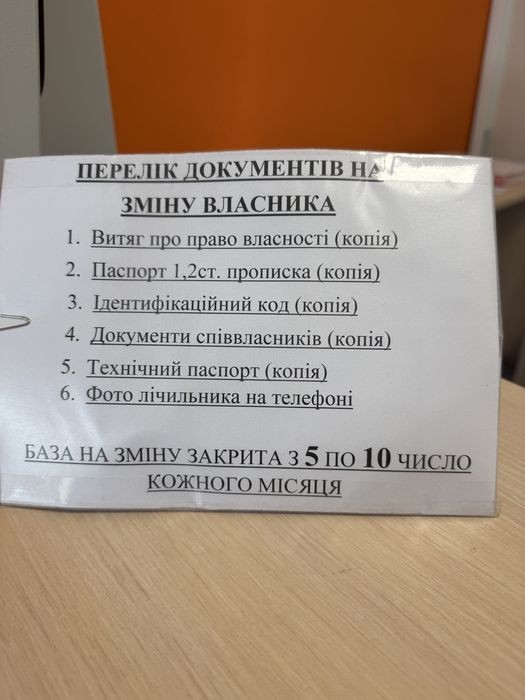 ПЕРЕЛІК ДОКУМЕНТІВ НА
ЗМІНУ ВЛАСНИКА
1. Витяг про право власності (копія)
2. Паспорт 1,2ст. прописка (копія)
3. Ідентифікаційний код (копія)
4. Документи співвласників (копія)
5. Технічний паспорт (копія)
6. Фото лічильника на телефоні
БАЗА НА ЗМІНУ ЗАКРИТА З 5 ПО 10 ЧИСЛО
КОЖНОГО МІСЯЦЯ